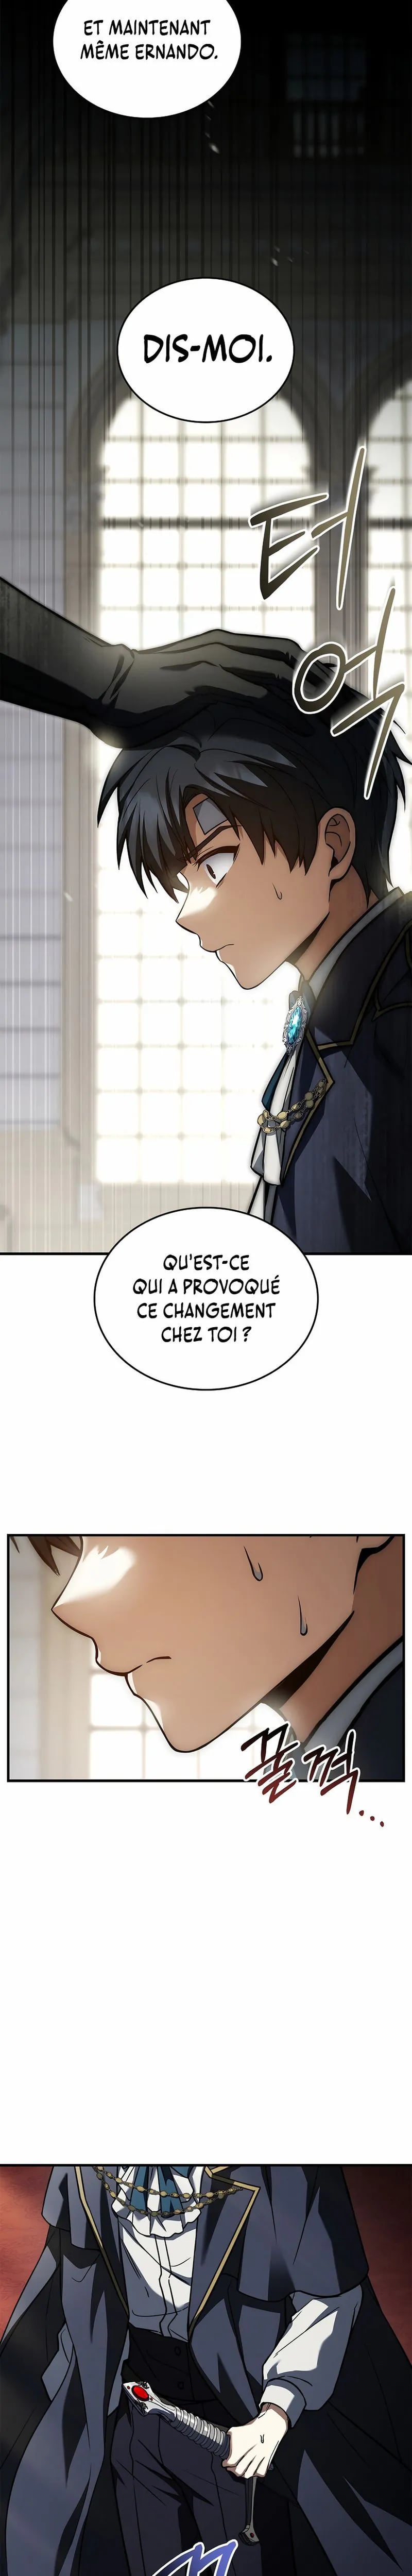 ET MAINTENANT
MÊME ERNANDO.
DIS-MOI.
터
억
QU'EST-CE
QUI A PROVOQUÉ
CE CHANGEMENT
CHEZ TOI ?
꿀꺽...